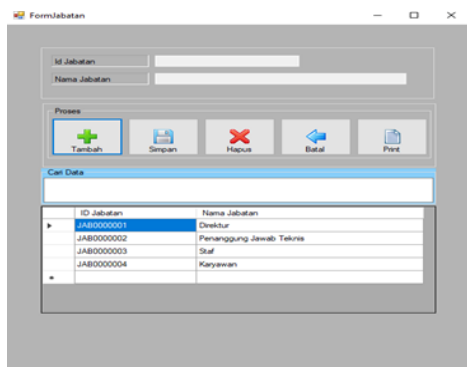 FormJabatan
Id Jabatan
Nama Jabatan
Proses
Tambah Simpan Hapus Batal Print
Cari Data
ID Jabatan Nama Jabatan
JAB0000001 Direktur
JAB0000002 Penanggung Jawab Teknis
JAB0000003 Staf
JAB0000004 Karyawan